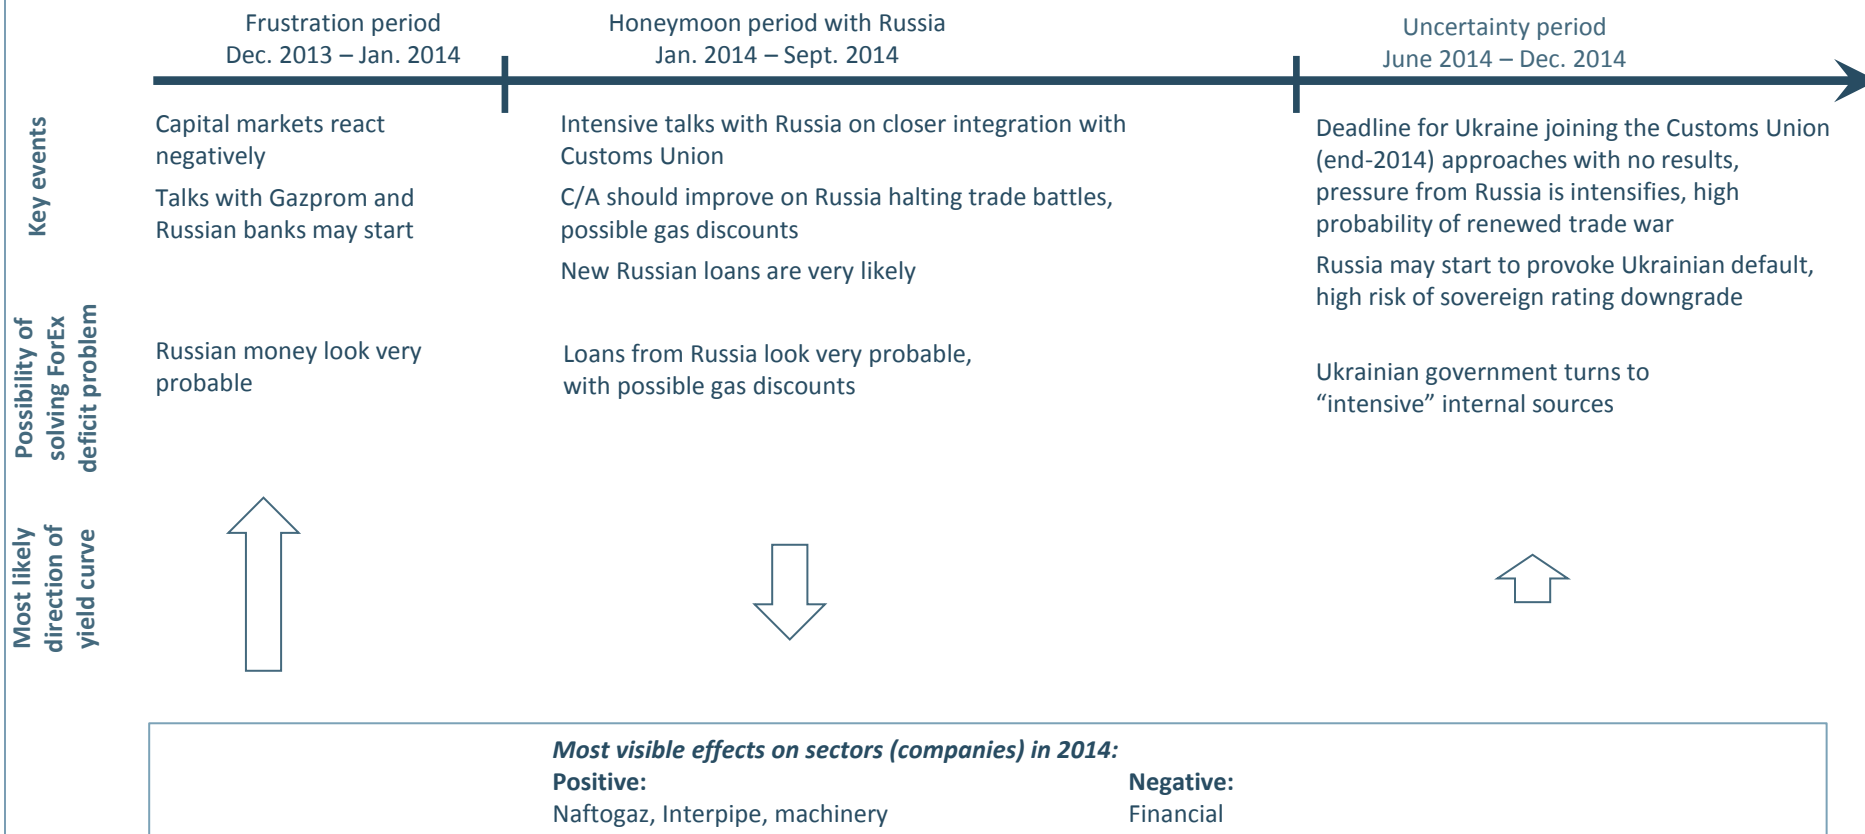 Frustration period
Dec. 2013 – Jan. 2014
Honeymoon period with Russia
Jan. 2014 – Sept. 2014
Uncertainty period
June 2014 – Dec. 2014
Key events
Capital markets react
negatively
Talks with Gazprom and
Russian banks may start
Intensive talks with Russia on closer integration with
Customs Union
C/A should improve on Russia halting trade battles,
possible gas discounts
New Russian loans are very likely
Deadline for Ukraine joining the Customs Union
(end-2014) approaches with no results,
pressure from Russia is intensifies, high
probability of renewed trade war
Russia may start to provoke Ukrainian default,
high risk of sovereign rating downgrade
Possibility of
solving ForEx
deficit problem
Russian money look very
probable
Loans from Russia look very probable,
with possible gas discounts
Ukrainian government turns to
“intensive” internal sources
Most likely
direction of
yield curve
Most visible effects on sectors (companies) in 2014:
Positive:
Naftogaz, Interpipe, machinery
Negative:
Financial